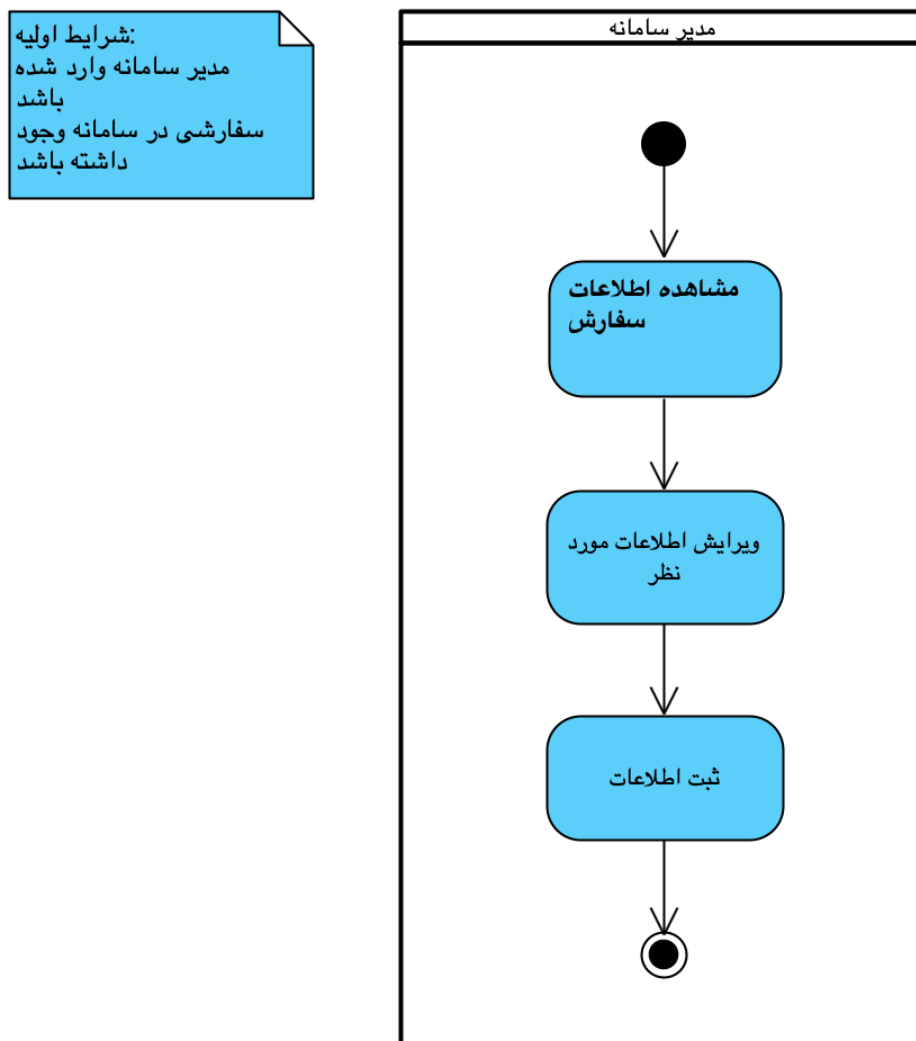 شرایط اولیه:
مدیر سامانه وارد شده
باشد
سفارشی در سامانه وجود
داشته باشد
مدیر سامانه
مشاهده اطلاعات
سفارش
ویرایش اطلاعات مورد
نظر
ثبت اطلاعات